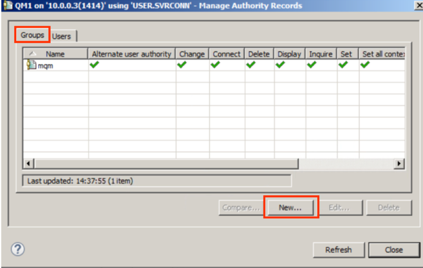 QM1 on '10.0.0.3(1414)' using 'USER.SVRCONN' - Manage Authority Records
Groups Users
Name Alternate user authority Change Connect Delete Display Inquire Set Set all contex
mqm
Last updated: 14:37:55 (1 item)
Compare... New... Edit... Delete
? Refresh Close